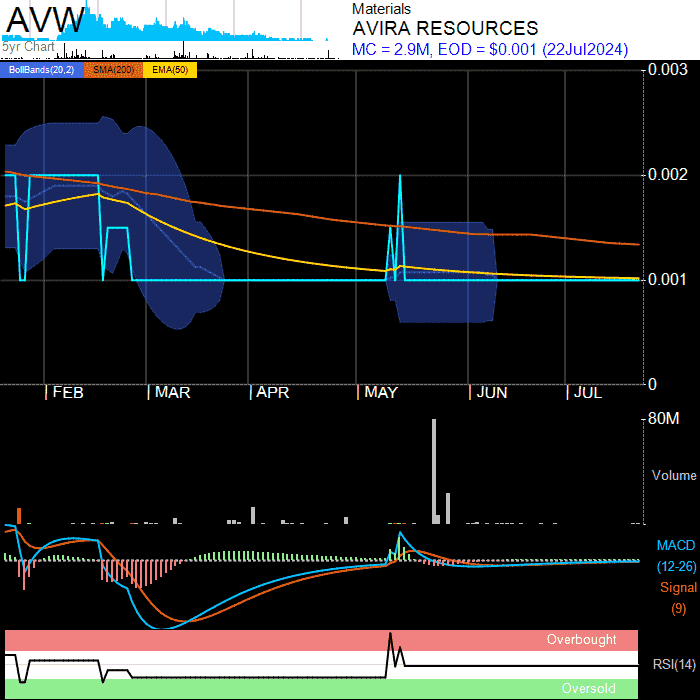 AVW
5yr Chart
Materials
AVIRA RESOURCES
MC = 2.9M, EOD = $0.001 (22Jul2024)
BollBands(20,2) SMA(200) EMA(50)
0.003
0.002
0.001
0
FEB MAR APR MAY JUN JUL
80M
Volume
MACD
(12-26)
Signal
(9)
Overbought
RSI(14)
Oversold